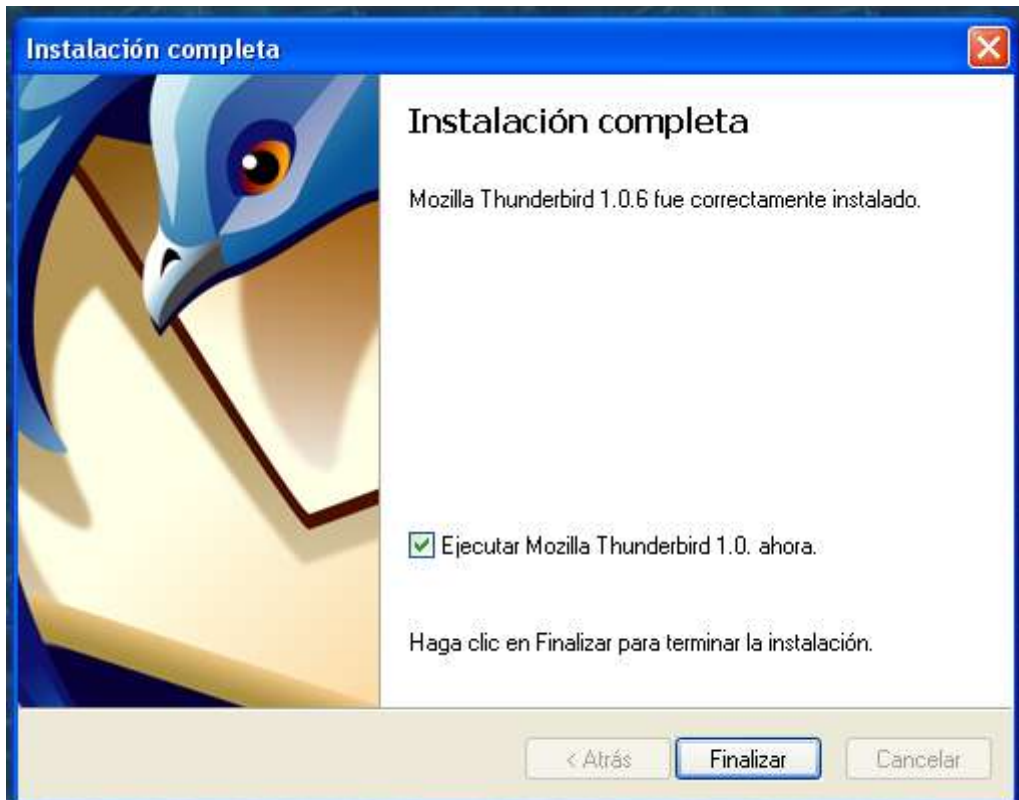 Instalación completa
Instalación completa
Mozilla Thunderbird 1.0.6 fue correctamente instalado.
Ejecutar Mozilla Thunderbird 1.0. ahora.
Haga clic en Finalizar para terminar la instalación.
< Atrás Finalizar Cancelar